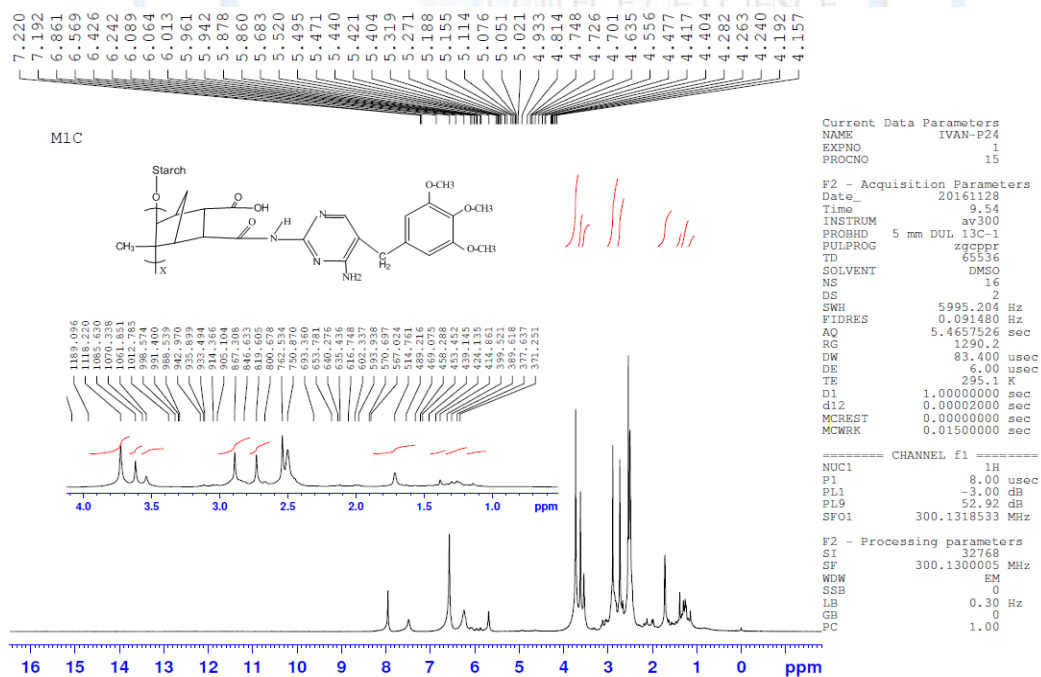 7.220
7.192
6.861
6.569
6.426
6.242
6.089
6.064
6.013
5.961
5.942
5.878
5.860
5.683
5.520
5.495
5.471
5.440
5.421
5.404
5.319
5.271
5.188
5.155
5.114
5.076
5.051
5.021
4.933
4.814
4.748
4.726
4.701
4.635
4.556
4.477
4.417
4.404
4.282
4.263
4.240
4.192
4.157
M1C
Starch
O
O
OH
O
H
N
CH3
X
N
N
NH2
C
H2
O-CH3
O-CH3
O-CH3
1189.096
1118.220
1085.630
1070.338
1061.851
1012.785
998.574
991.400
988.539
942.970
935.899
933.494
914.366
905.104
867.308
846.633
819.605
800.678
762.534
750.870
693.360
653.781
640.276
635.436
616.748
602.337
593.938
570.697
567.024
514.761
489.216
469.075
458.288
453.452
439.145
424.135
414.861
399.521
389.618
377.637
371.251
4.0 3.5 3.0 2.5 2.0 1.5 1.0 ppm
16 15 14 13 12 11 10 9 8 7 6 5 4 3 2 1 0 ppm
Current Data Parameters
NAME IVAN-P24
EXPNO 1
PROCNO 15
F2 - Acquisition Parameters
Date_ 20161128
Time 9.54
INSTRUM av300
PROBHD 5 mm DUL 13C-1
PULPROG zgcppr
TD 65536
SOLVENT DMSO
NS 16
DS 2
SWH 5995.204 Hz
FIDRES 0.091480 Hz
AQ 5.4657526 sec
RG 1290.2
DW 83.400 usec
DE 6.00 usec
TE 295.1 K
D1 1.00000000 sec
d12 0.00002000 sec
MCREST 0.00000000 sec
MCWRK 0.01500000 sec
======== CHANNEL f1 ========
NUC1 1H
P1 8.00 usec
PL1 -3.00 dB
PL9 52.92 dB
SFO1 300.1318533 MHz
F2 - Processing parameters
SI 32768
SF 300.1300005 MHz
WDW EM
SSB 0
LB 0.30 Hz
GB 0
PC 1.00